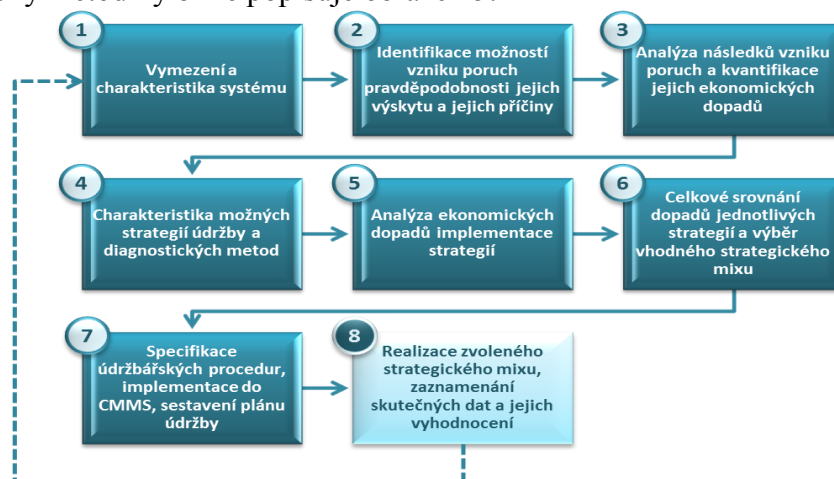 1
Vymezení a
charakteristika systému
2
Identifikace možností
vzniku poruch
pravděpodobnosti jejich
výskytu a jejich příčiny
3
Analýza následků vzniku
poruch a kvantifikace
jejich ekonomických
dopadů
4
Charakteristika možných
strategií údržby a
diagnostických metod
5
Analýza ekonomických
dopadů implementace
strategií
6
Celkové srovnání
dopadů jednotlivých
strategií a výběr
vhodného strategického
mixu
7
Specifikace
údržbářských procedur,
implementace do
CMMS, sestavení plánu
údržby
8
Realizace zvoleného
strategického mixu,
zaznamenání
skutečných dat a jejich
vyhodnocení